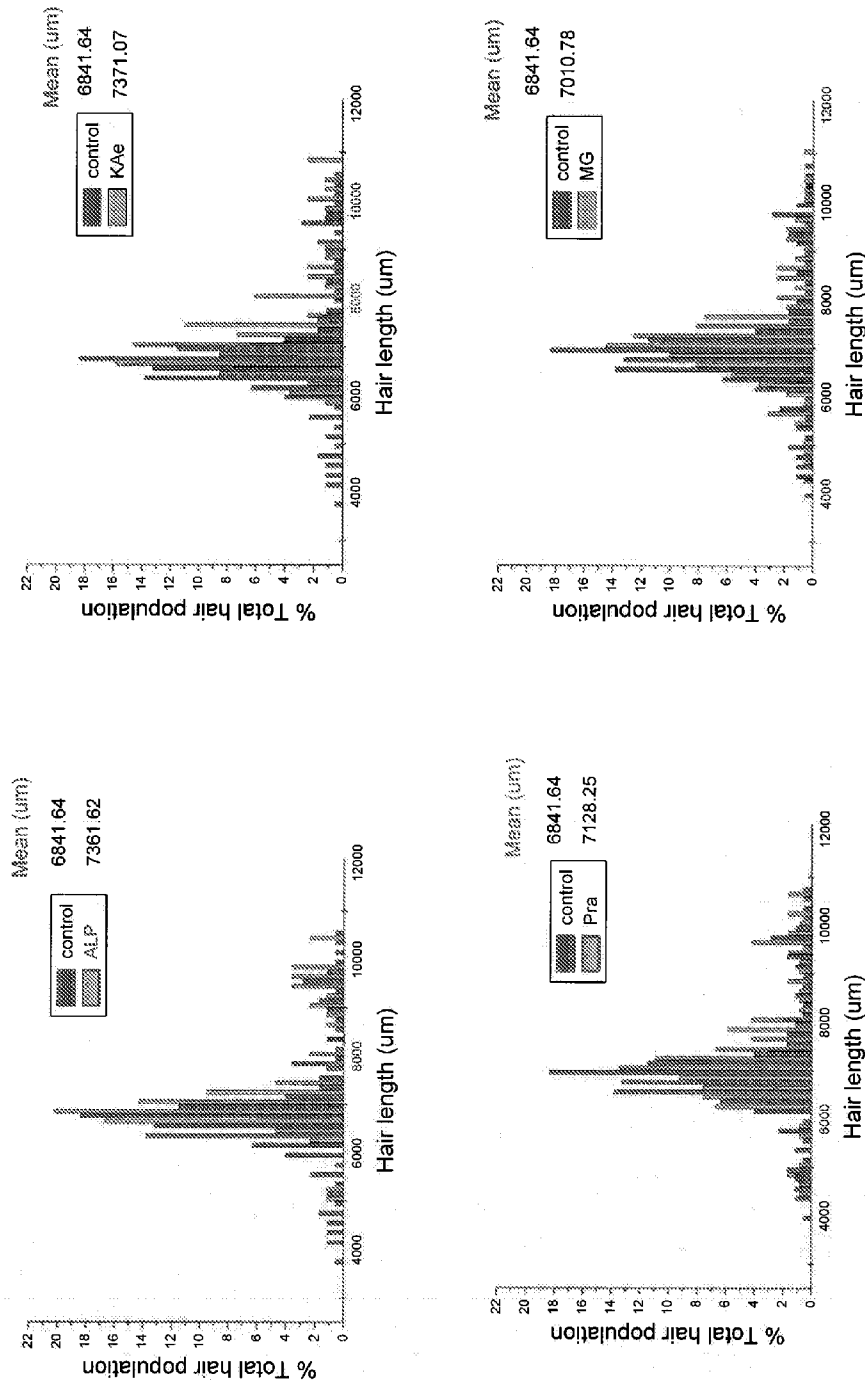 Mean (um)
control 6841.64
ALP 7361.62
% Total hair population
22
20
18
16
14
12
10
8
6
4
2
0
4000 6000 8000 10000 12000
Hair length (um)
Mean (um)
control 6841.64
KAe 7371.07
% Total hair population
22
20
18
16
14
12
10
8
6
4
2
0
4000 6000 8000 10000 12000
Hair length (um)
Mean (um)
control 6841.64
Pra 7128.25
% Total hair population
22
20
18
16
14
12
10
8
6
4
2
0
4000 6000 8000 10000 12000
Hair length (um)
Mean (um)
control 6841.64
MG 7010.78
% Total hair population
22
20
18
16
14
12
10
8
6
4
2
0
4000 6000 8000 10000 12000
Hair length (um)